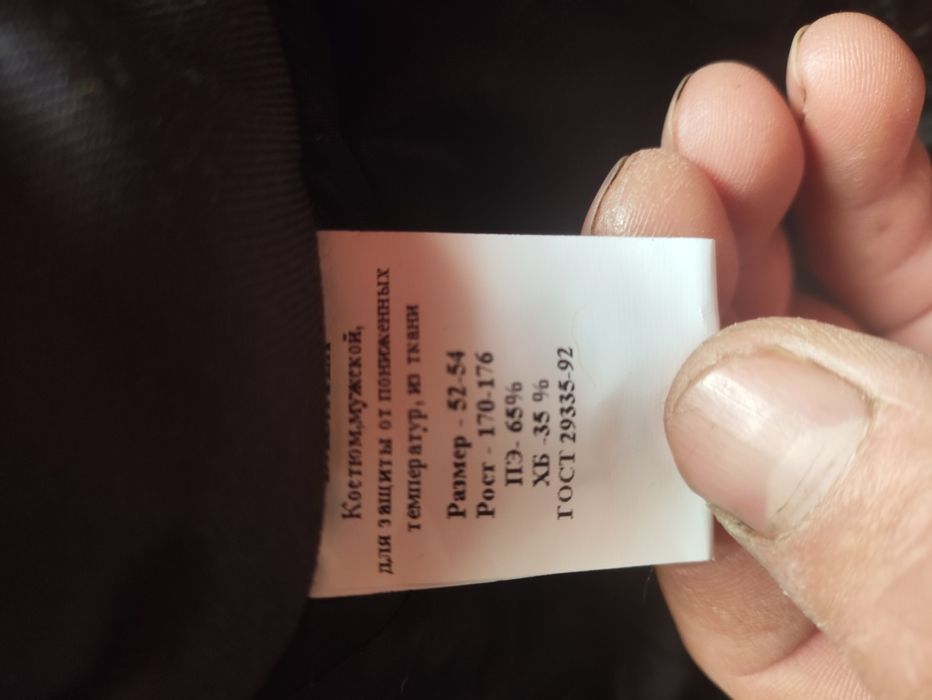 Костюм,мужской,
для защиты от пониженных
температур, из ткани
Размер - 52-54
Рост - 170-176
ПЭ- 65%
ХБ -35 %
ГОСТ 29335-92